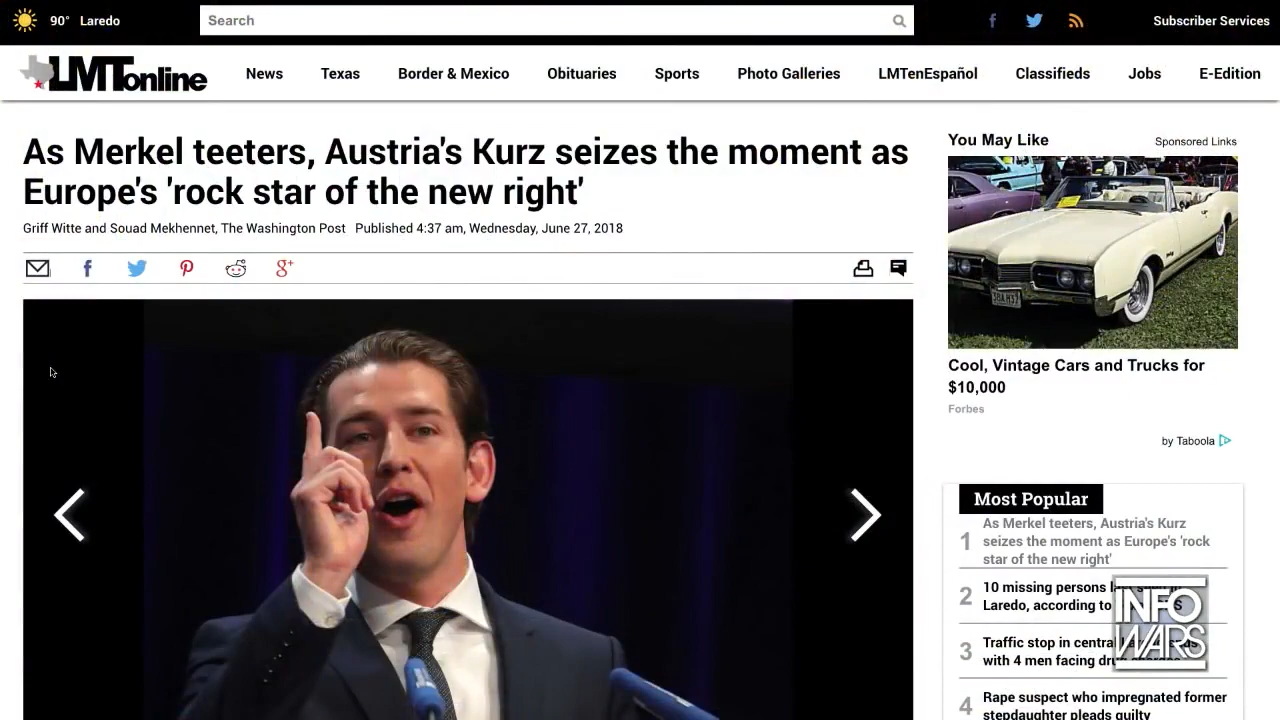 90° Laredo
Search
Subscriber Services
LMTonline
News Texas Border & Mexico Obituaries Sports Photo Galleries LMTenEspañol Classifieds Jobs E-Edition
As Merkel teeters, Austria's Kurz seizes the moment as
Europe's 'rock star of the new right'
Griff Witte and Souad Mekhennet, The Washington Post Published 4:37 am, Wednesday, June 27, 2018
You May Like
Sponsored Links
Cool, Vintage Cars and Trucks for
$10,000
Forbes
by Taboola
Most Popular
1
As Merkel teeters, Austria's Kurz
seizes the moment as Europe's 'rock
star of the new right'
2
10 missing persons
Laredo, according to
3
Traffic stop in central
with 4 men facing
4
Rape suspect who impregnated former
stepdaughter pleads guilty
INFO
WARS